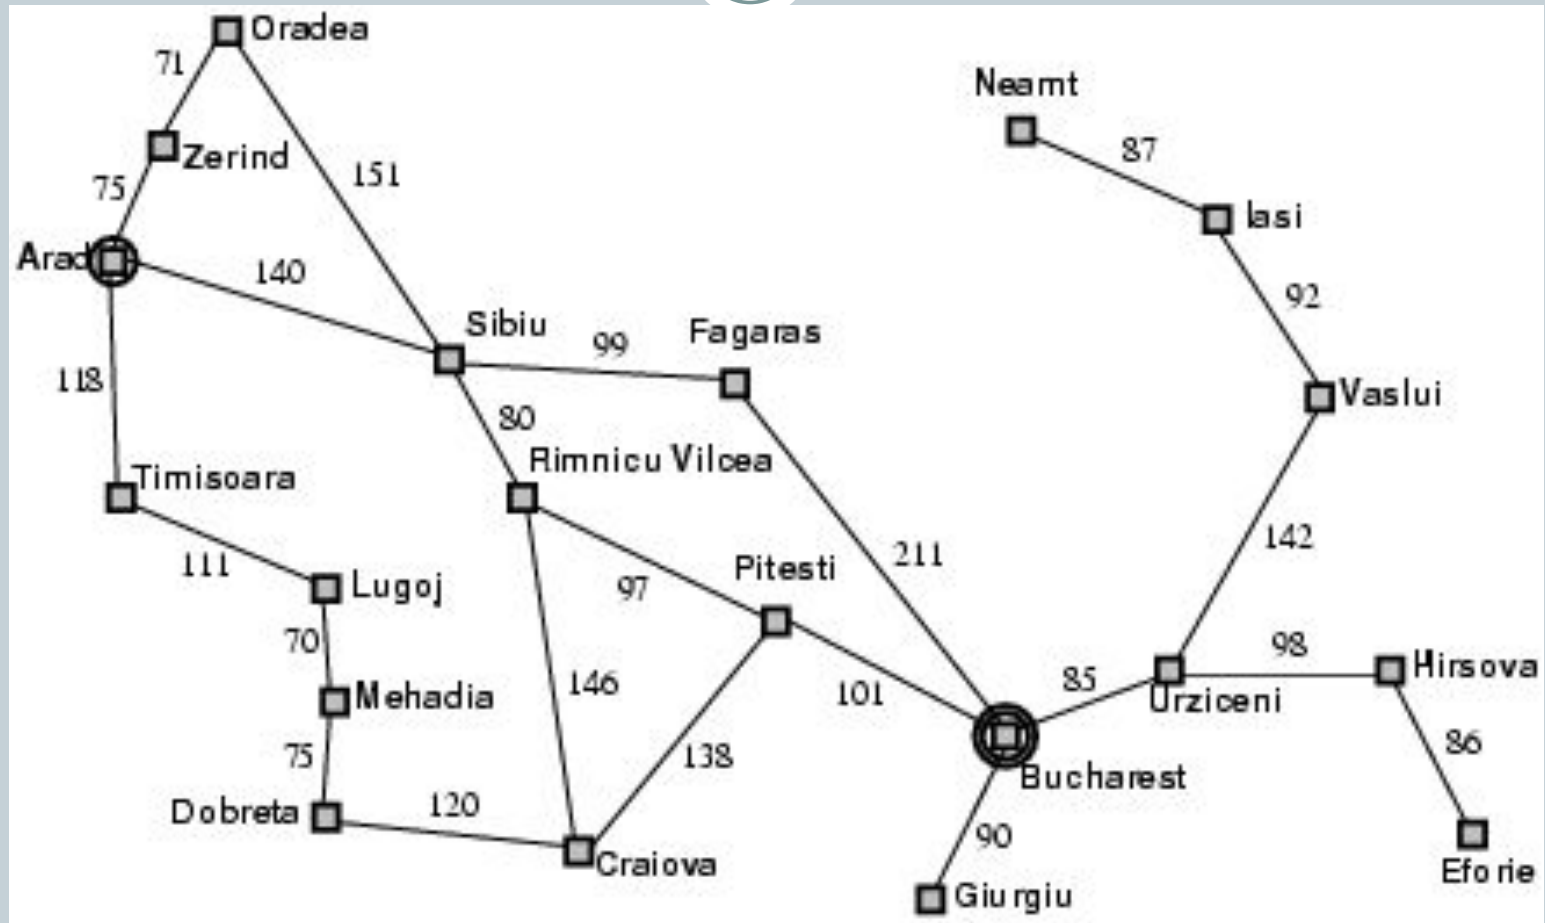 Oradea
71
Neamt
87
Zerind
151
75
Iasi
Arad
140
92
Sibiu
Fagaras
99
118
Vaslui
80
Rimnicu Vilcea
Timisoara
142
211
111
Pitesti
97
Lugoj
70
98
Hirsova
146
85
Mehadia
101
Urziceni
138
86
75
Bucharest
Dobreta
120
90
Craiova
Eforie
Giurgiu